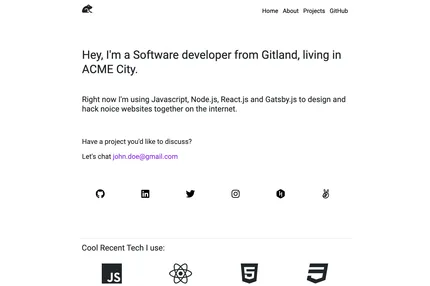 Home About Projects GitHub
Hey, I'm a Software developer from Gitland, living in
ACME City.
Right now I'm using Javascript, Node.js, React.js and Gatsby.js to design and
hack noice websites together on the internet.
Have a project you'd like to discuss?
Let's chat john.doe@gmail.com
Cool Recent Tech I use:
JS
5
3